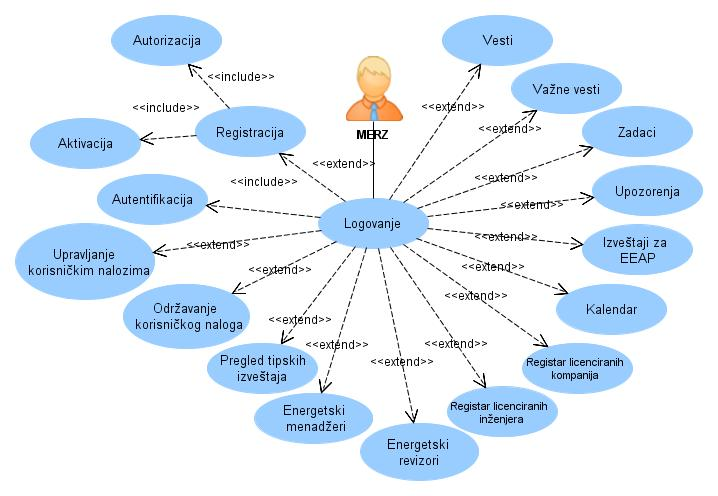 Autorizacija
Vesti
<<include>>
Važne vesti
<<extend>>
<<include>>
MERZ
<<extend>>
Zadaci
Aktivacija
Registracija
<<extend>>
<<extend>>
<<include>>
Upozorenja
Autentifikacija
<<extend>>
Logovanje
<<extend>>
Izveštaji za
EEAP
Upravljanje
korisničkim nalozima
<<extend>>
<<extend>>
<<extend>>
<<extend>>
Kalendar
Održavanje
korisničkog naloga
<<extend>>
<<extend>>
<<extend>>
<<extend>>
Pregled tipskih
izveštaja
Registar licenciranih
kompanija
Energetski
menadžeri
Registar licenciranih
inženjera
Energetski
revizori